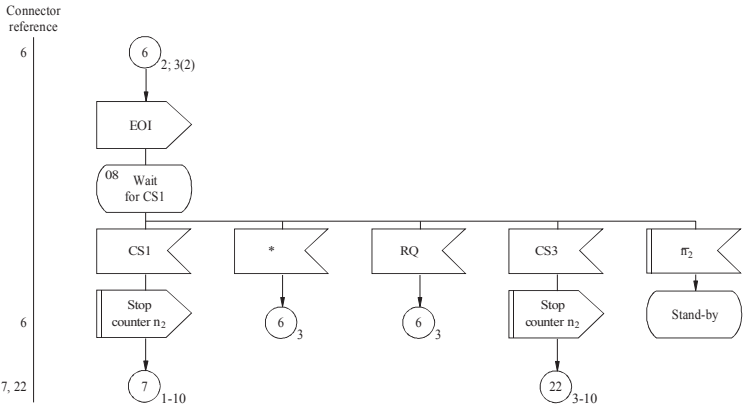 Connector
reference
6
6
2; 3(2)
EOI
08 Wait
for CS1
CS1
*
RQ
CS3
Stop
counter n₂
6
3
6
3
Stop
counter n₂
Stand-by
6
7, 22
7
1-10
22
3-10